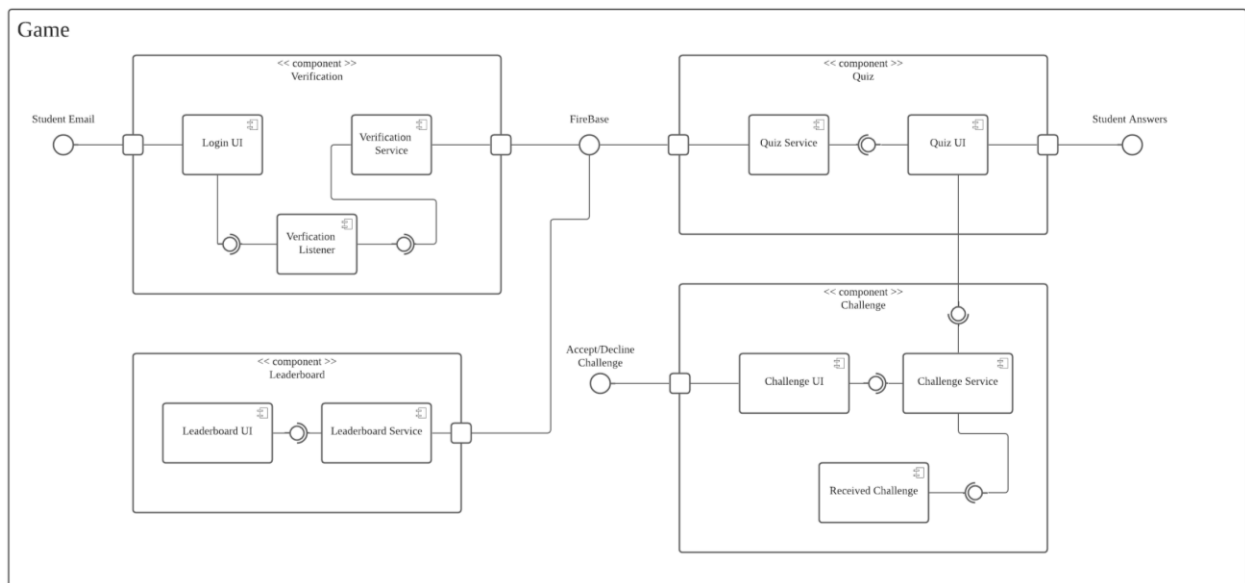 Game
<< component >>
Verification
Student Email
Login UI
Verification
Service
Verfication
Listener
FireBase
<< component >>
Quiz
Quiz Service
Quiz UI
Student Answers
<< component >>
Leaderboard
Leaderboard UI
Leaderboard Service
Accept/Decline
Challenge
<< component >>
Challenge
Challenge UI
Challenge Service
Received Challenge